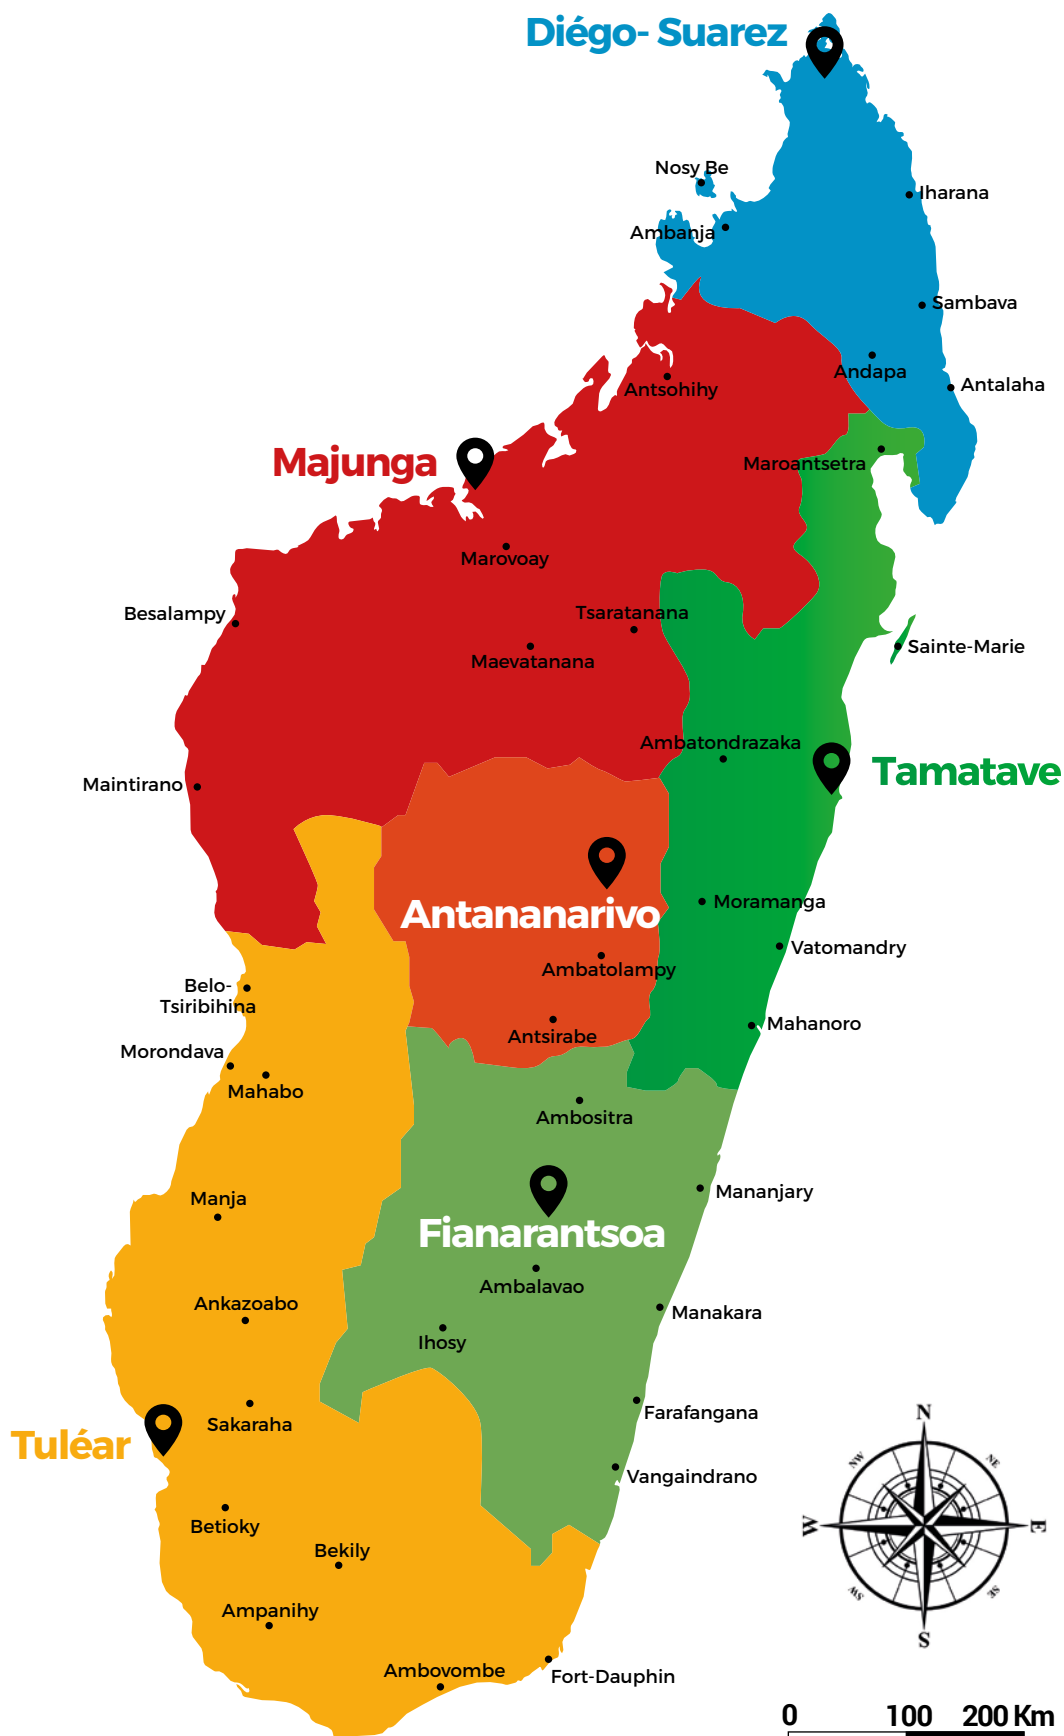 Diégo- Suarez
Nosy Be
Iharana
Ambanja
Sambava
Andapa
Antalaha
Antsohihy
Majunga
Maroantsetra
Marovoay
Besalampy
Tsaratanana
Maevatanana
Sainte-Marie
Ambatondrazaka
Tamatave
Maintirano
Moramanga
Antananarivo
Vatomandry
Ambatolampy
Belo-
Tsiribihina
Mahanoro
Antsirabe
Morondava
Mahabo
Ambositra
Manja
Mananjary
Fianarantsoa
Ambalavao
Ankazoabo
Manakara
Ihosy
Sakaraha
Farafangana
Tuléar
Vangaindrano
Betioky
Bekily
Ampanihy
Ambovombe
Fort-Dauphin
N
NW
NE
W
E
SW
SE
S
0 100 200 Km